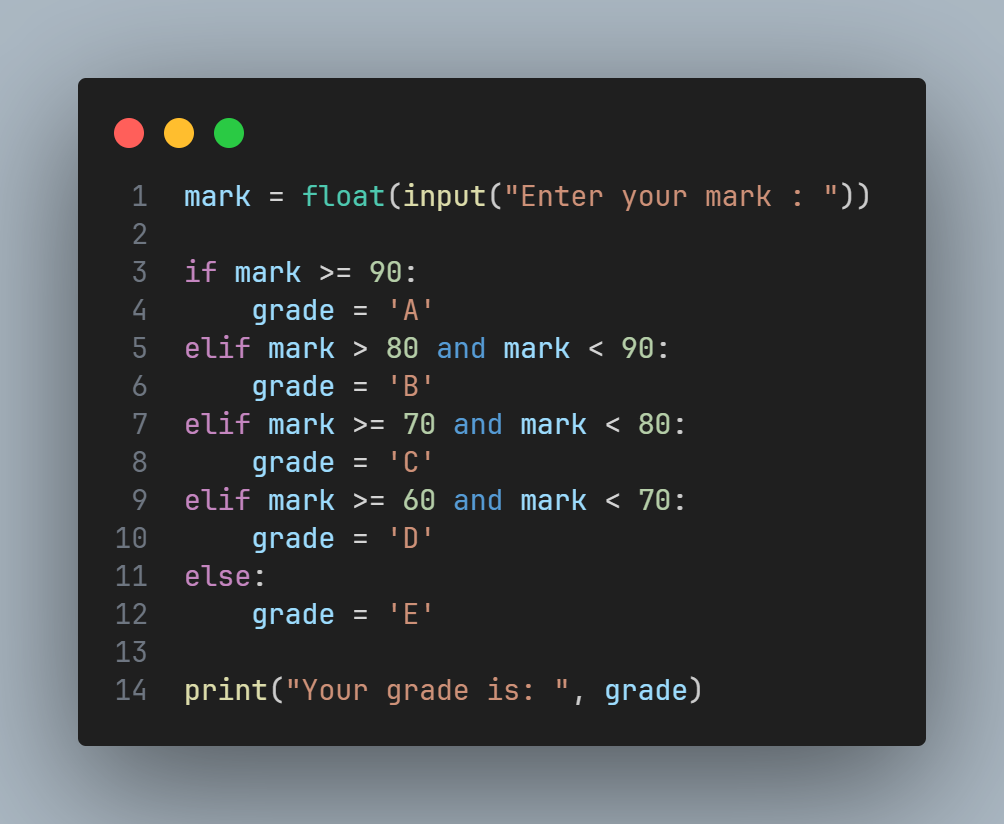 1 mark = float(input("Enter your mark : "))
2
3 if mark >= 90:
4     grade = 'A'
5 elif mark > 80 and mark < 90:
6     grade = 'B'
7 elif mark >= 70 and mark < 80:
8     grade = 'C'
9 elif mark >= 60 and mark < 70:
10     grade = 'D'
11 else:
12     grade = 'E'
13
14 print("Your grade is: ", grade)